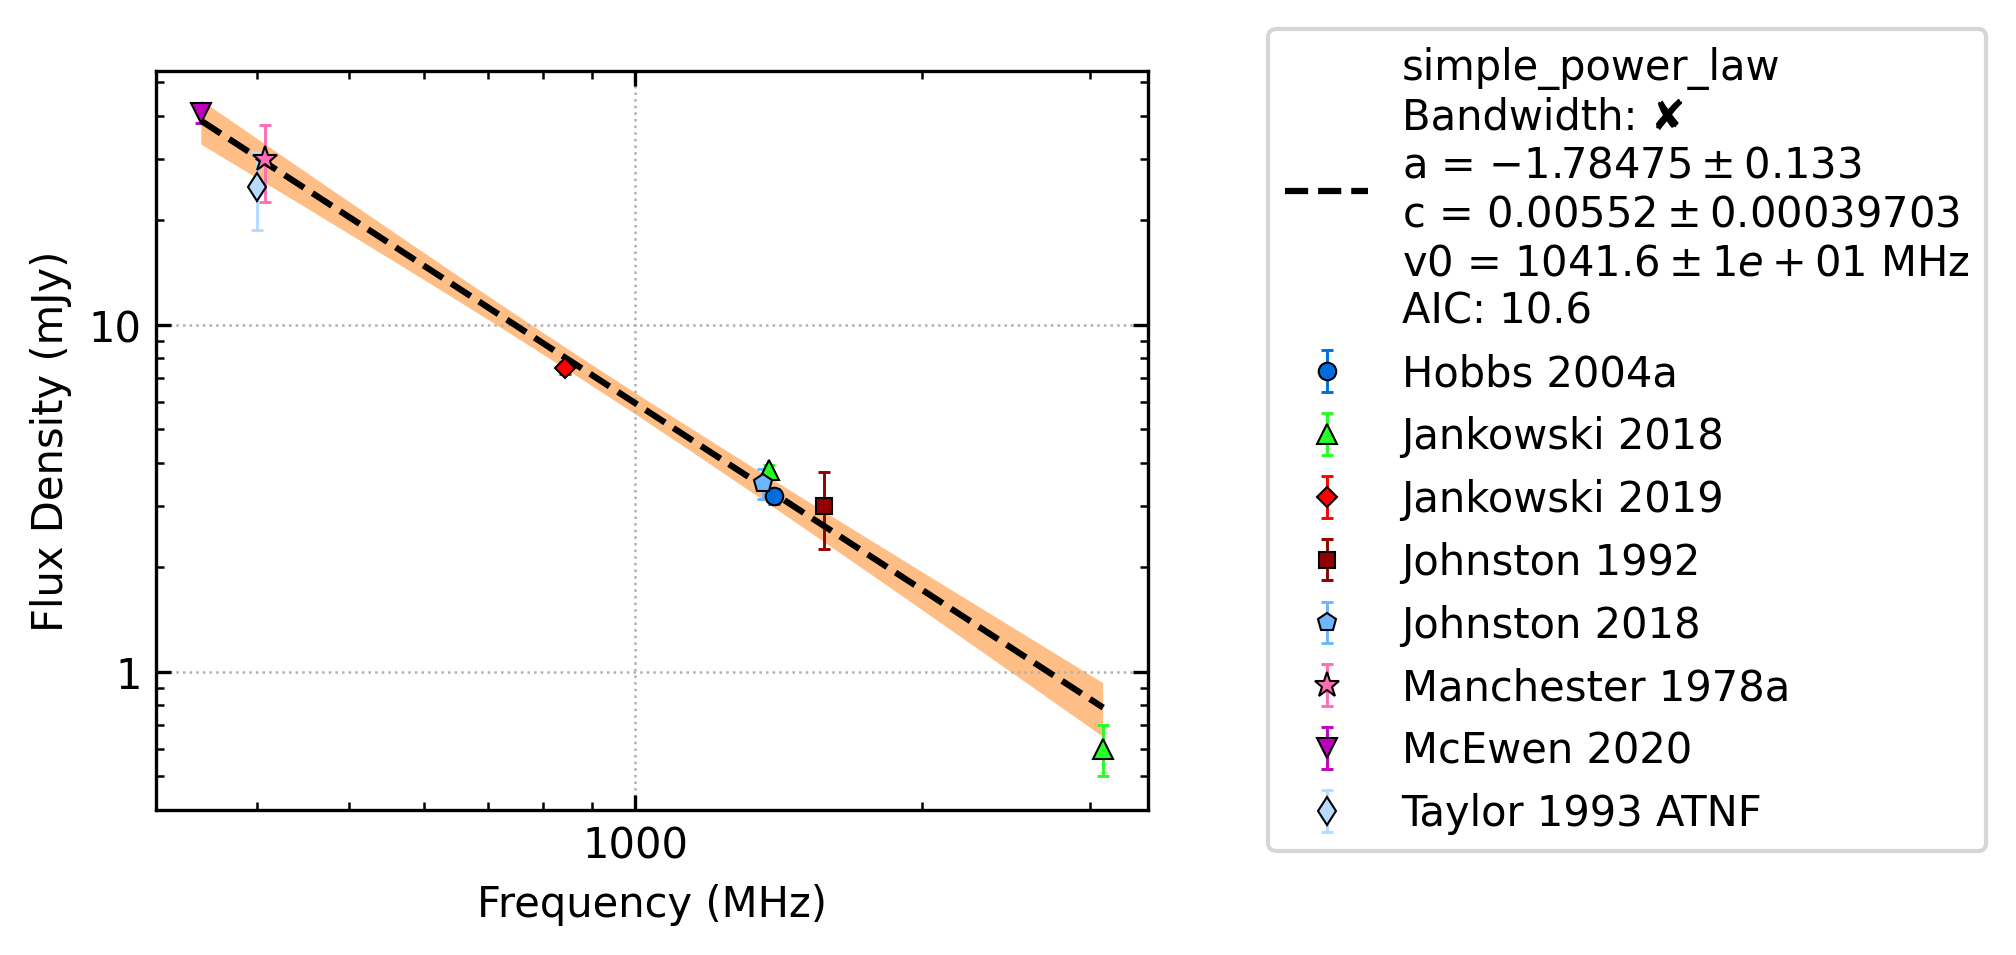 Flux Density (mJy)
10
1
1000
Frequency (MHz)
simple_power_law
Bandwidth: ✘
a = −1.78475 ± 0.133
c = 0.00552 ± 0.00039703
v0 = 1041.6 ± 1e + 01 MHz
AIC: 10.6
Hobbs 2004a
Jankowski 2018
Jankowski 2019
Johnston 1992
Johnston 2018
Manchester 1978a
McEwen 2020
Taylor 1993 ATNF